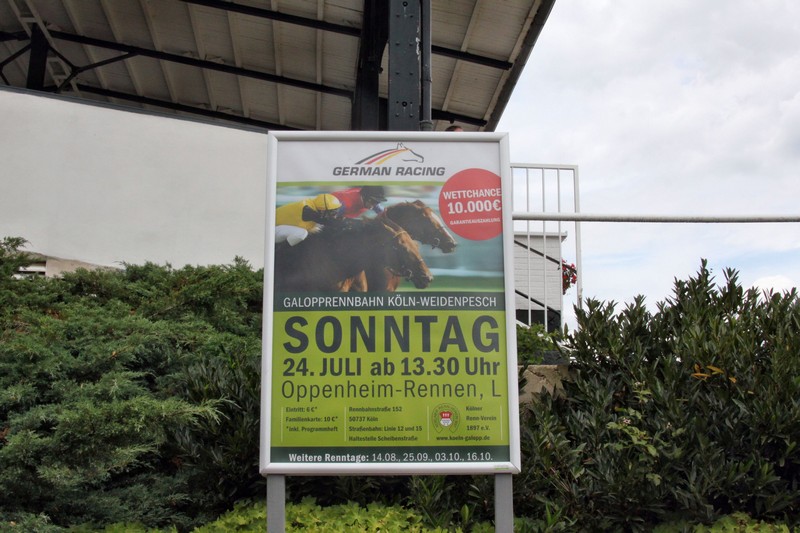 GERMAN RACING
WETTCHANCE
10.000€
GARANTIEAUSZAHLUNG
GALOPPRENNBAHN KÖLN-WEIDENPESCH
SONNTAG
24. JULI ab 13.30 Uhr
Oppenheim-Rennen, L
Eintritt: 6 €*
Familienkarte: 10 €*
*inkl. Programmheft
Rennbahnstraße 152
50737 Köln
Straßenbahn: Linie 12 und 15
Haltestelle Scheibenstraße
Kölner
Renn-Verein
1897 e.V.
www.koeln-galopp.de
Weitere Renntage: 14.08., 25.09., 03.10., 16.10.